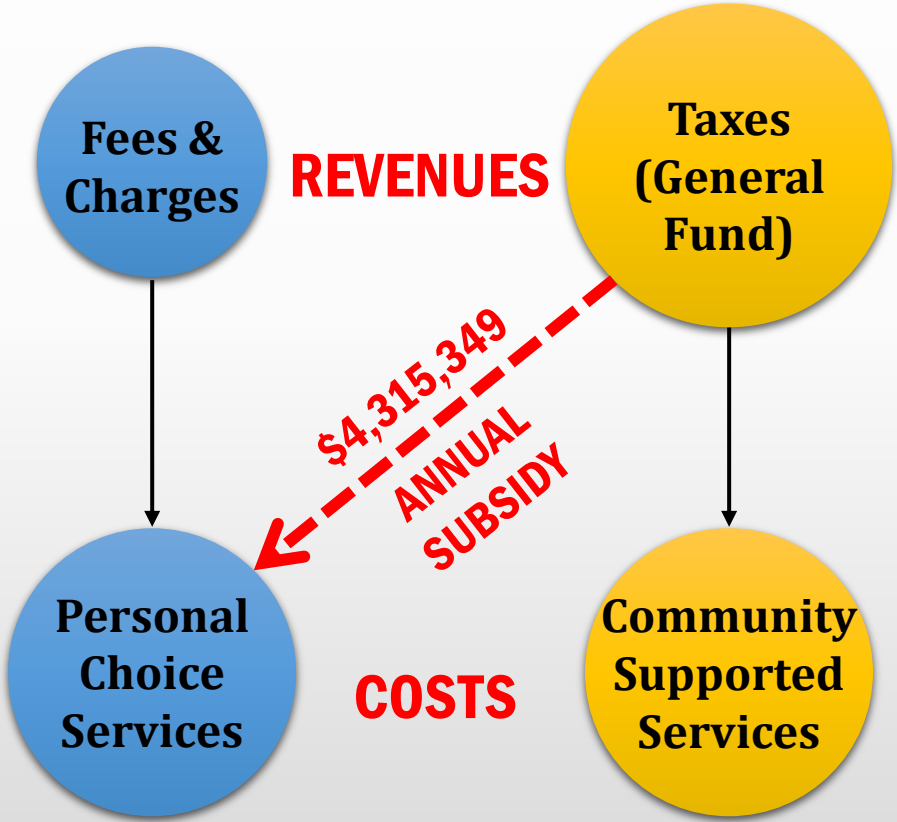 Fees &
Charges
REVENUES
Taxes
(General
Fund)
$4,315,349
ANNUAL
SUBSIDY
Personal
Choice
Services
COSTS
Community
Supported
Services